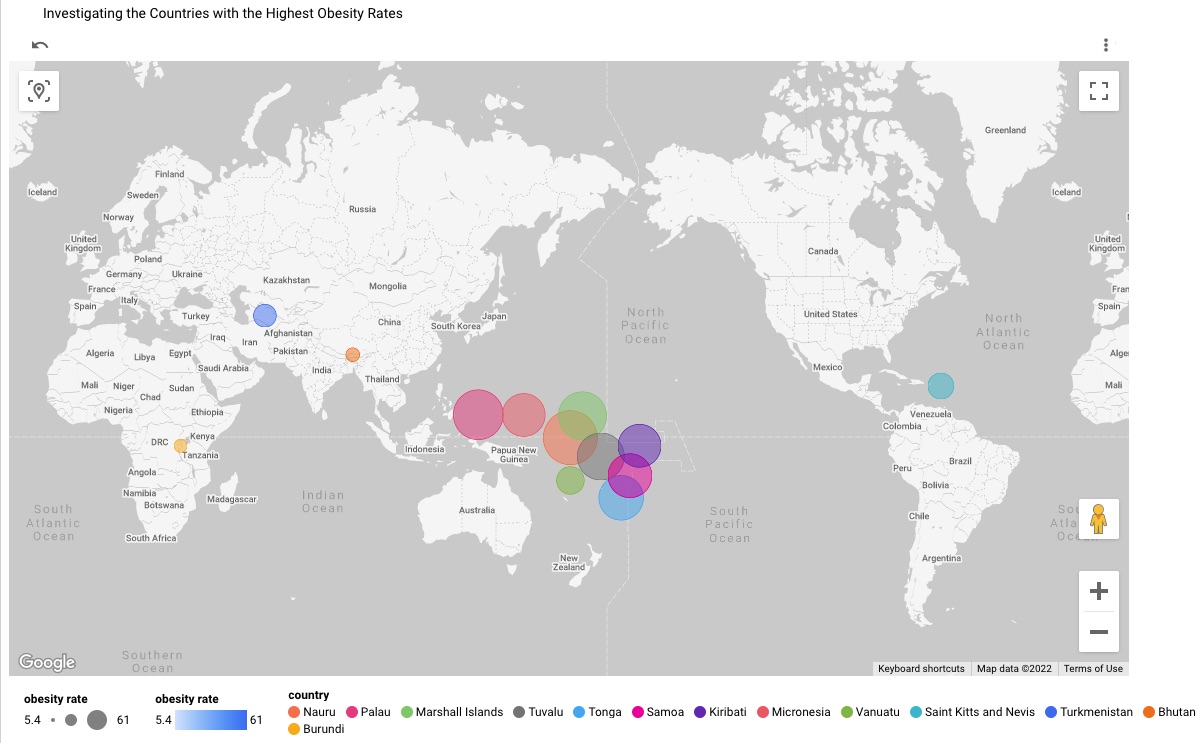 Investigating the Countries with the Highest Obesity Rates
Greenland
Iceland
Finland
Sweden
Norway
Russia
Iceland
United
Kingdom
Poland
Germany
Ukraine
France
Italy
Spain
Turkey
Kazakhstan
Mongolia
China
South Korea
Japan
Afghanistan
Iraq
Iran
Pakistan
India
Thailand
Algeria
Libya
Egypt
Saudi Arabia
Mali
Niger
Chad
Sudan
Nigeria
Ethiopia
DRC
Kenya
Tanzania
Angola
Namibia
Botswana
Madagascar
South Africa
South
Atlantic
Ocean
Indian
Ocean
Southern
Ocean
Indonesia
Papua New
Guinea
Australia
New
Zealand
North
Pacific
Ocean
South
Pacific
Ocean
Canada
United States
Mexico
North
Atlantic
Ocean
Venezuela
Colombia
Peru
Brazil
Bolivia
Chile
Argentina
United
Kingdom
Fran
Spain
Alge
Mali
Sou
Atla
Oc
Google
Keyboard shortcuts
Map data ©2022
Terms of Use
obesity rate
5.4 61
obesity rate
5.4 61
country
Nauru Palau Marshall Islands Tuvalu Tonga Samoa Kiribati Micronesia Vanuatu Saint Kitts and Nevis Turkmenistan Bhutan
Burundi